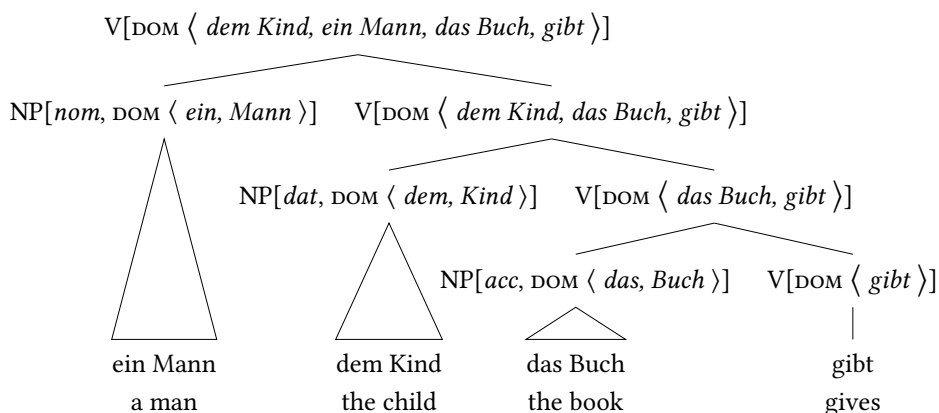 V[DOM ⟨ dem Kind, ein Mann, das Buch, gibt ⟩]
NP[nom, DOM ⟨ ein, Mann ⟩] V[DOM ⟨ dem Kind, das Buch, gibt ⟩]
NP[dat, DOM ⟨ dem, Kind ⟩] V[DOM ⟨ das Buch, gibt ⟩]
NP[acc, DOM ⟨ das, Buch ⟩] V[DOM ⟨ gibt ⟩]
ein Mann dem Kind das Buch gibt
a man the child the book gives